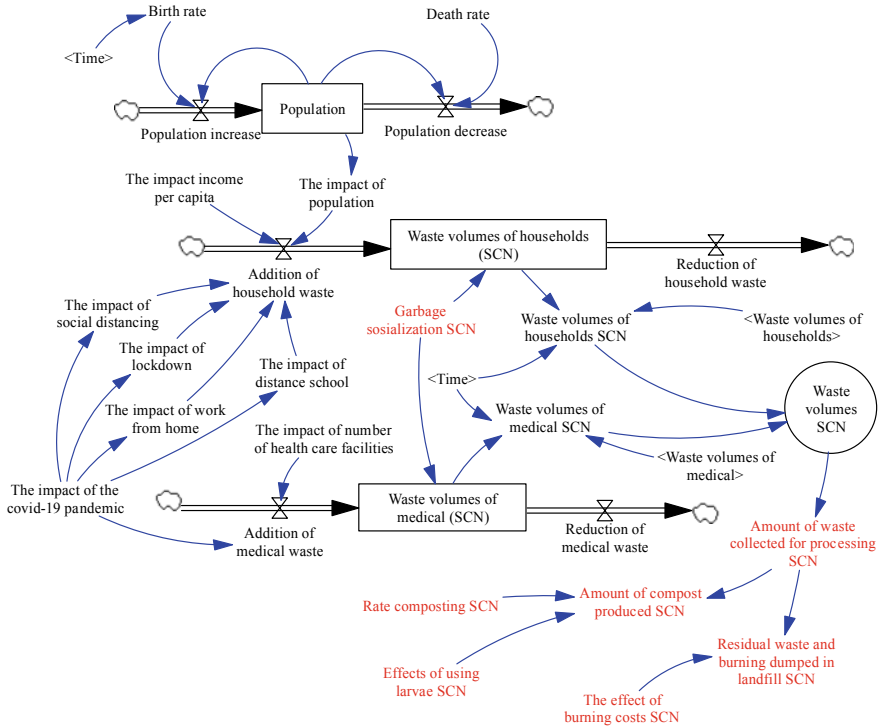 Birth rate
Death rate
<Time>
Population
Population increase
Population decrease
The impact income
per capita
The impact of
population
Waste volumes of households
(SCN)
Addition of
household waste
Reduction of
household waste
The impact of
social distancing
Garbage
sosialization SCN
Waste volumes of
households SCN
<Waste volumes of
households>
The impact of
lockdown
The impact of
distance school
<Time>
Waste
volumes
SCN
The impact of work
from home
Waste volumes of
medical SCN
The impact of number
of health care facilities
<Waste volumes of
medical>
The impact of the
covid-19 pandemic
Waste volumes of
medical (SCN)
Addition of
medical waste
Reduction of
medical waste
Amount of waste
collected for processing
SCN
Rate composting SCN
Amount of compost
produced SCN
Effects of using
larvae SCN
Residual waste and
burning dumped in
landfill SCN
The effect of
burning costs SCN